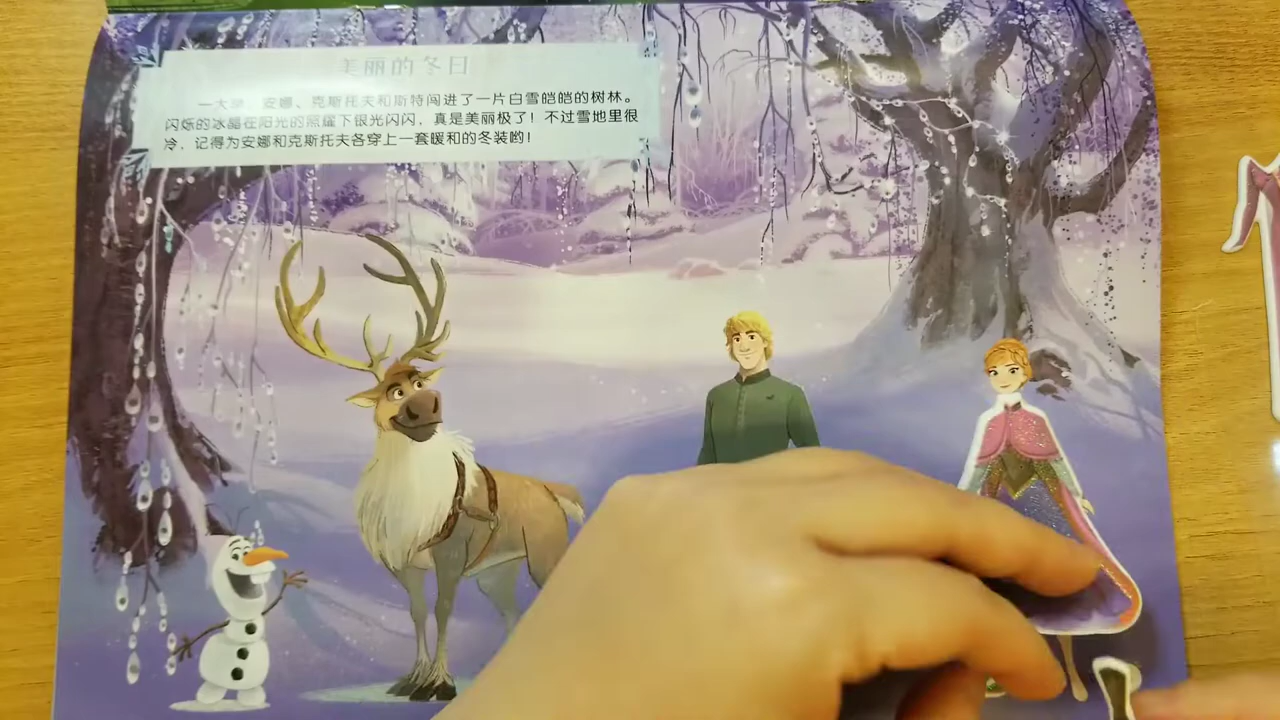 美丽的冬日
一大早，安娜、克斯托夫和斯特闯进了一片白雪皑皑的树林。
闪烁的冰晶在阳光的照耀下银光闪闪，真是美丽极了！不过雪地里很
冷，记得为安娜和克斯托夫各穿上一套暖和的冬装哟！